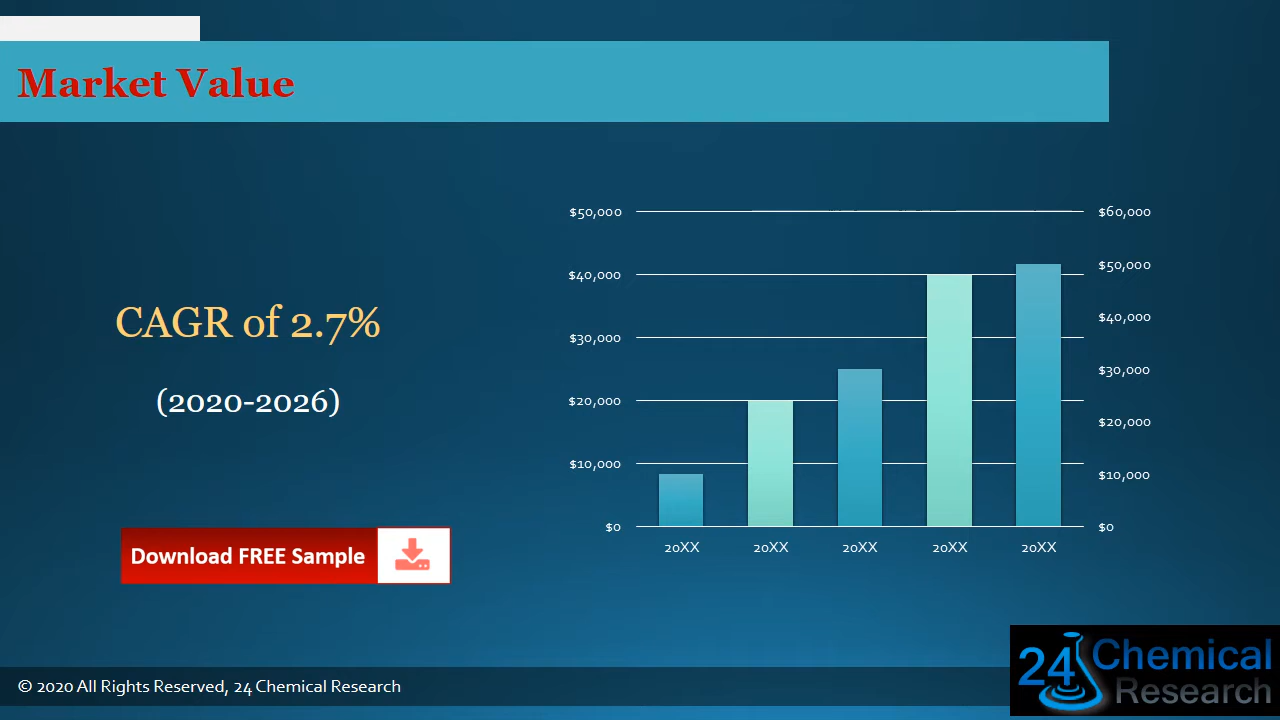 Market Value
CAGR of 2.7%
(2020-2026)
Download FREE Sample
$50,000
$40,000
$30,000
$20,000
$10,000
$0
$60,000
$50,000
$40,000
$30,000
$20,000
$10,000
$0
20XX 20XX 20XX 20XX 20XX
© 2020 All Rights Reserved, 24 Chemical Research
24 Chemical
Research